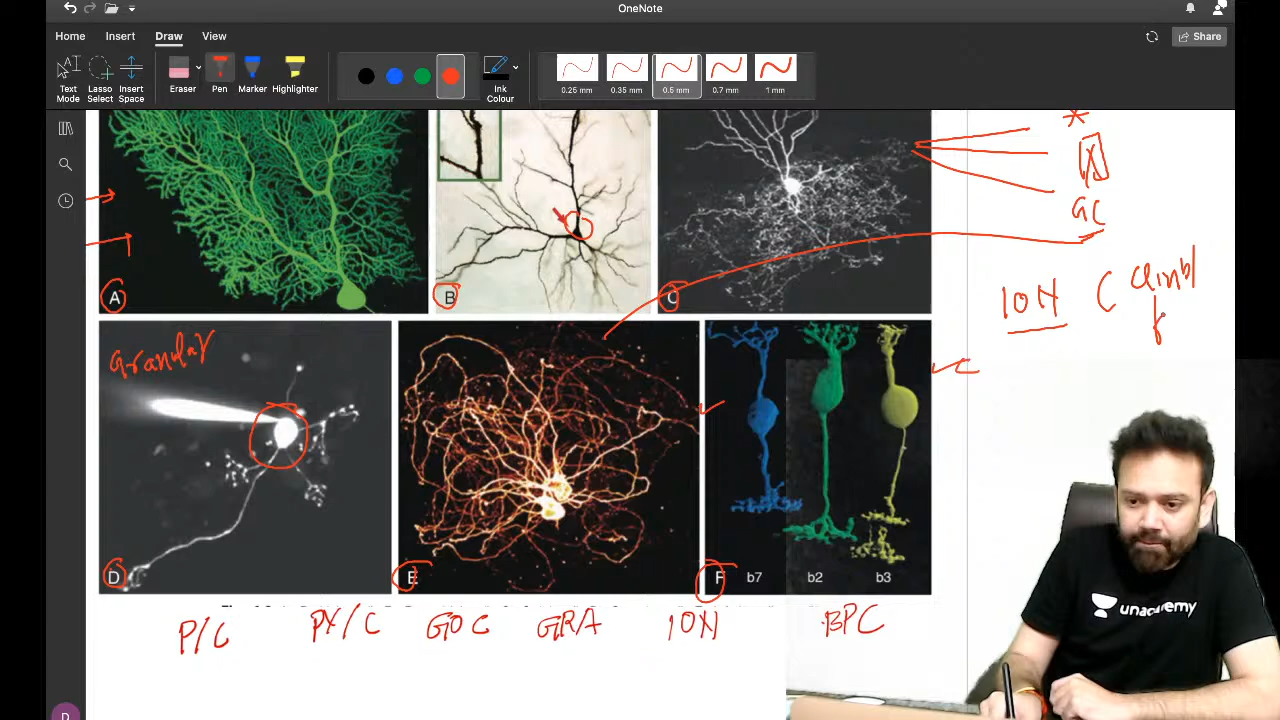 OneNote
Home Insert Draw View
Share
Text Mode
Lasso Select
Insert Space
Eraser
Pen
Marker
Highlighter
Ink Colour
0.25 mm
0.35 mm
0.5 mm
0.7 mm
1 mm
A
B
C
GC
ION (
Granular
D
E
F
b7 b2 b3
P/C PY/C GOC GRA ION BPC
unacademy
D